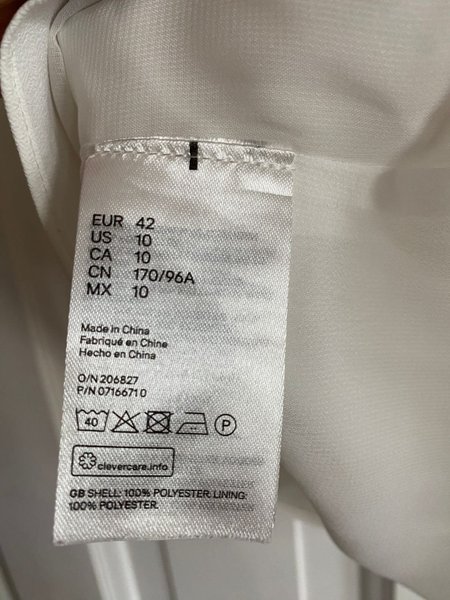 EUR 42
US 10
CA 10
CN 170/96A
MX 10
Made in China
Fabriqué en Chine
Hecho en China
O/N 206827
P/N 07166710
40 P
clevercare.info
GB SHELL: 100% POLYESTER. LINING:
100% POLYESTER.